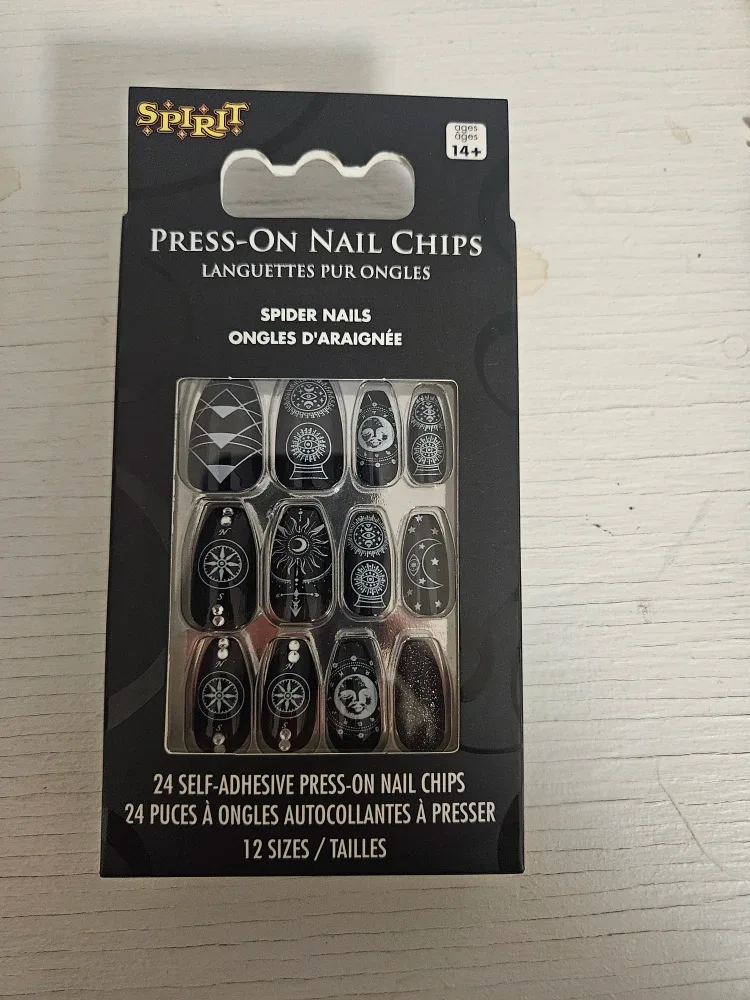 SPIRIT
ages
âges
14+
PRESS-ON NAIL CHIPS
LANGUETTES PUR ONGLES
SPIDER NAILS
ONGLES D'ARAIGNÉE
N
S
N
N
S
S
24 SELF-ADHESIVE PRESS-ON NAIL CHIPS
24 PUCES À ONGLES AUTOCOLLANTES À PRESSER
12 SIZES / TAILLES